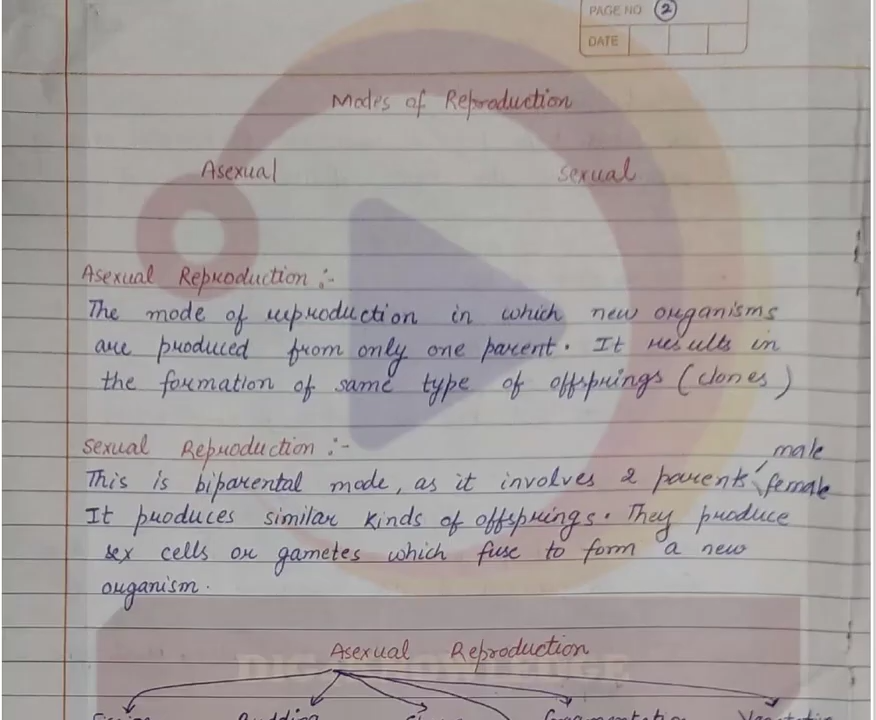 PAGE NO 2
DATE
Modes of Reproduction
Asexual Sexual
Asexual Reproduction :-
The mode of reproduction in which new organisms
are produced from only one parent. It results in
the formation of same type of offsprings (clones)
Sexual Reproduction :-
male
This is biparental mode, as it involves 2 parents female
It produces similar kinds of offsprings. They produce
sex cells or gametes which fuse to form a new
organism.
Asexual Reproduction
Budding Fragmentation